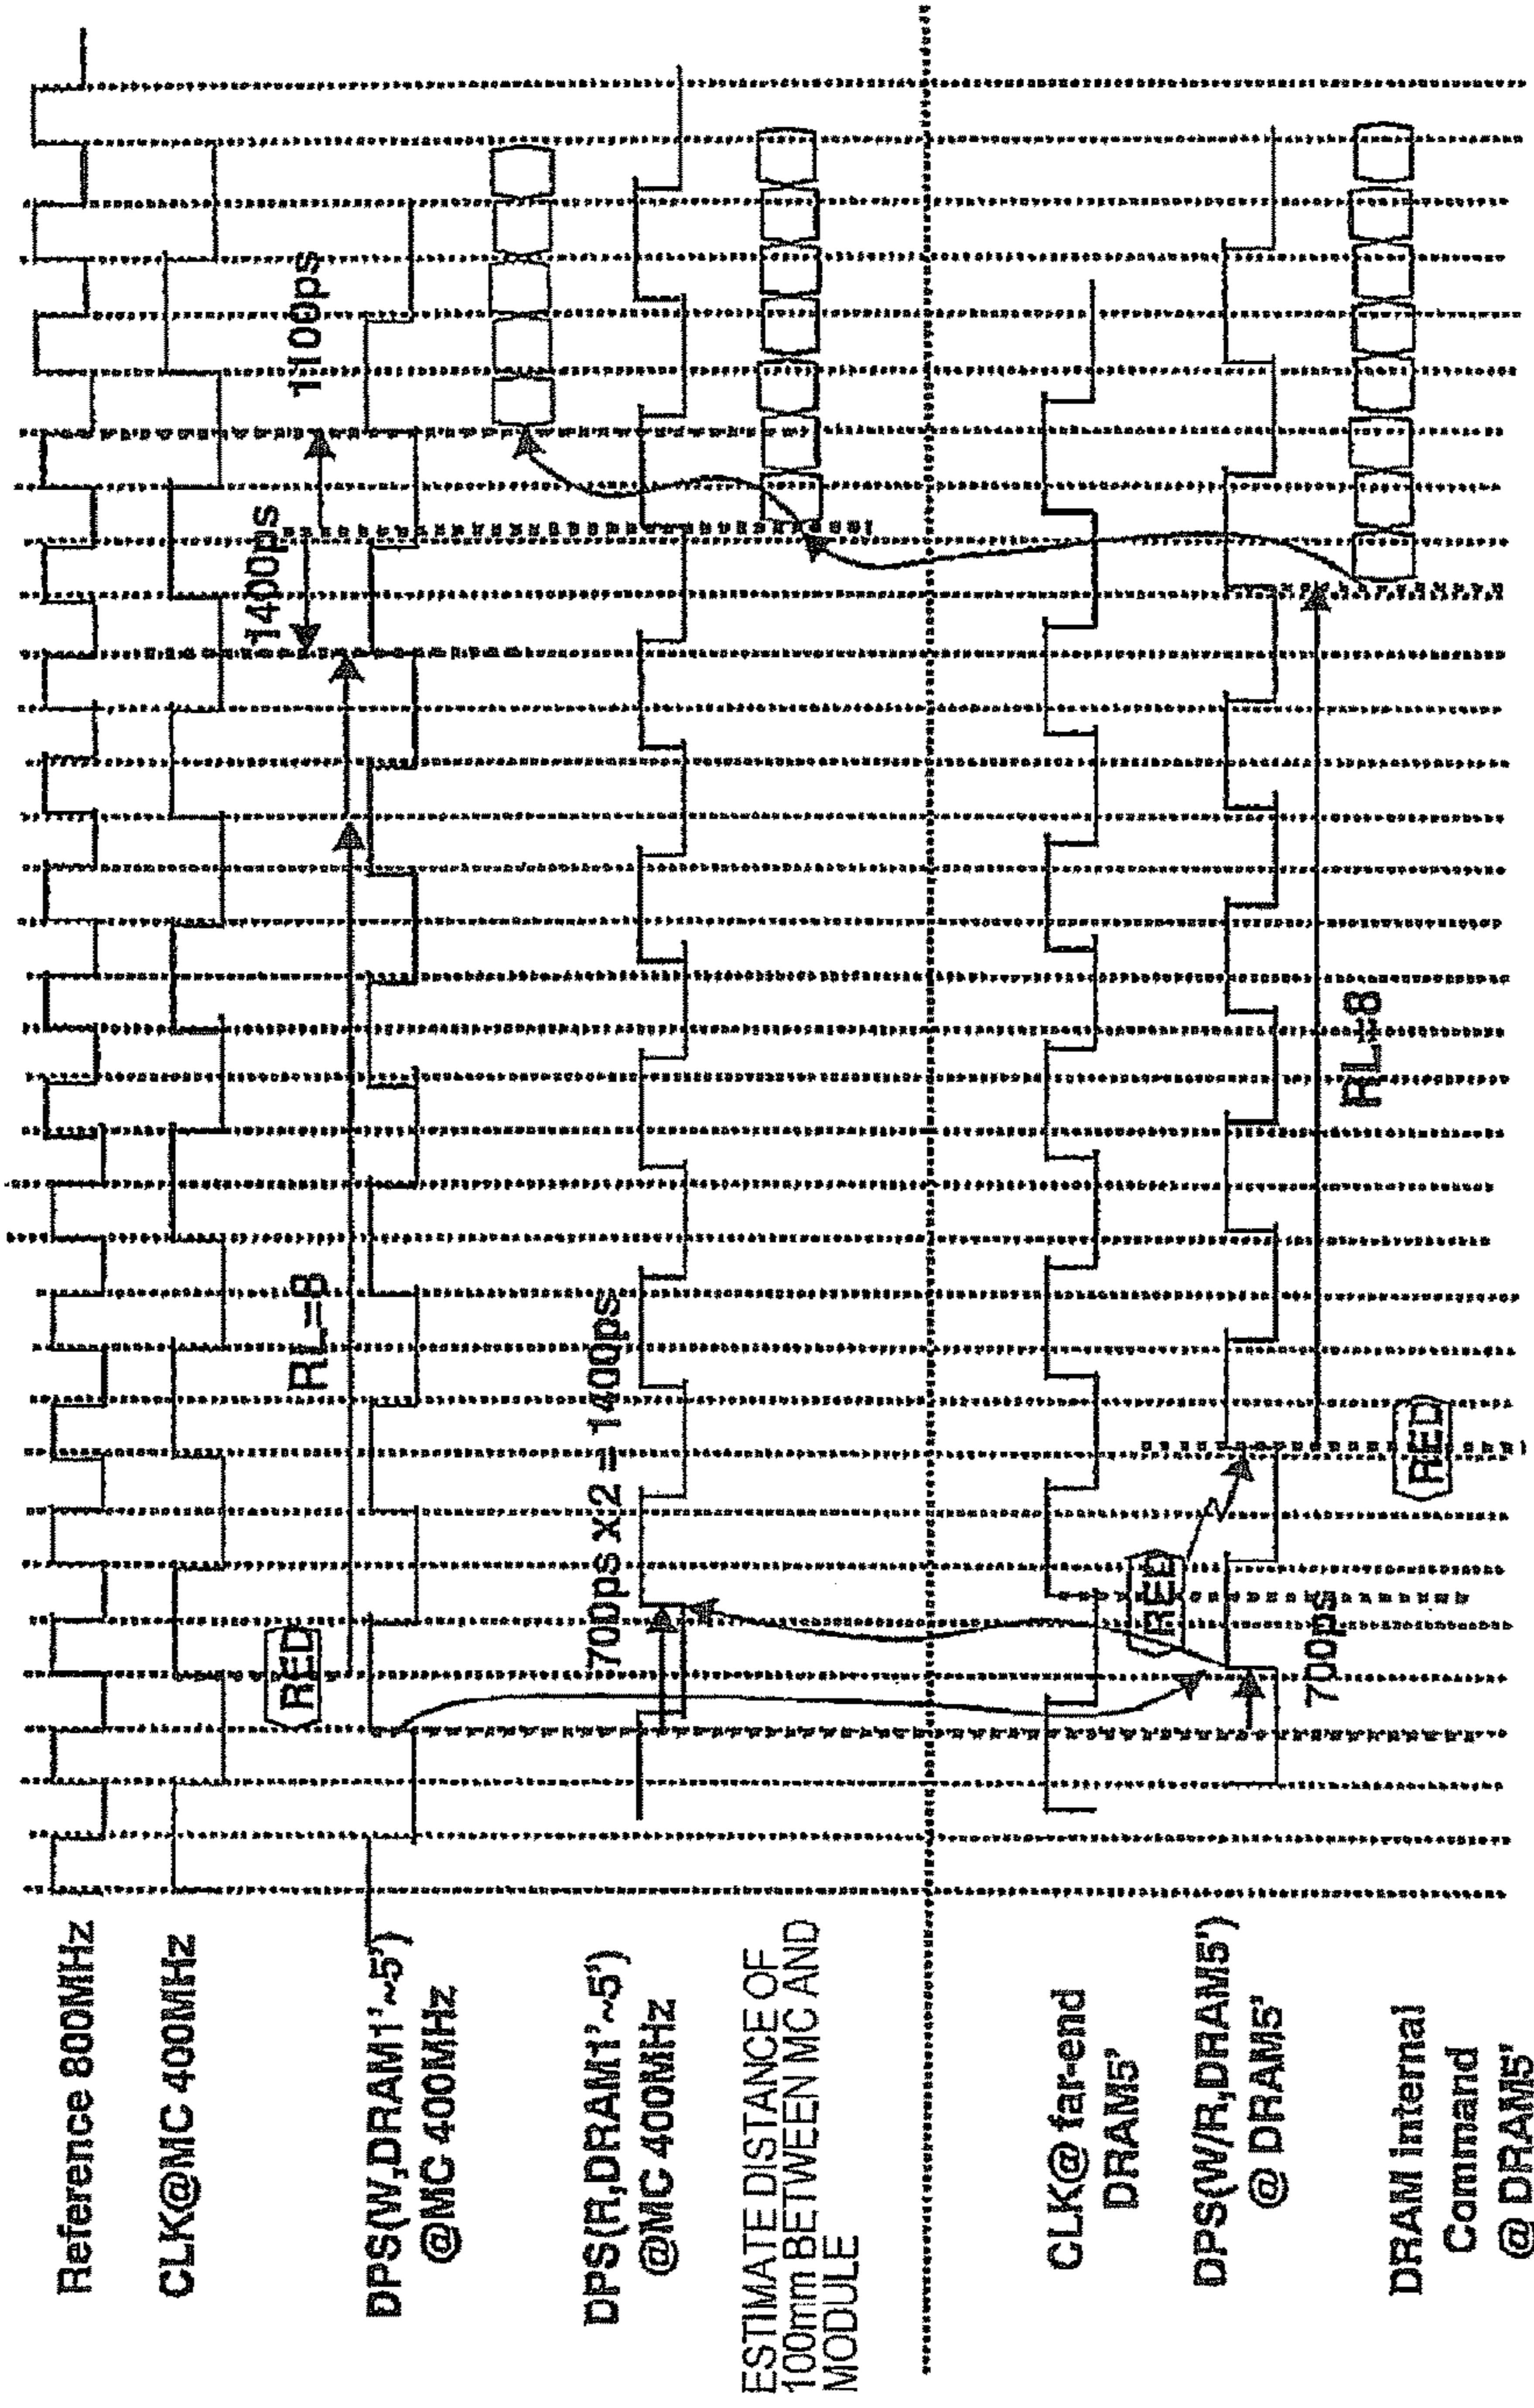 Reference 800MHz
CLK@MC 400MHz
RED
RL=8
1400ps
1100ps
DPS(W,DRAM1'~5')
@MC 400MHz
DPS(R,DRAM1'~5')
@MC 400MHz
700ps x2 = 1400ps
ESTIMATE DISTANCE OF
100mm BETWEEN MC AND
MODULE
CLK@ far-end
DRAM5'
REE
DPS(W/R,DRAM5')
@ DRAM5'
700ps
RL=8
DRAM internal
Command
@ DRAM5'
RED